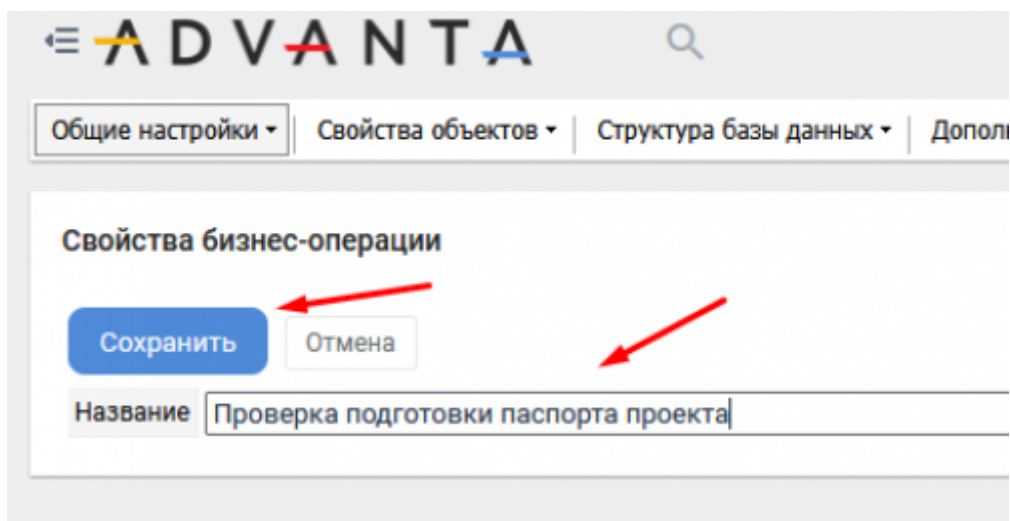 ADVANTA
Общие настройки Свойства объектов Структура базы данных
Свойства бизнес-операции
Сохранить Отмена
Название Проверка подготовки паспорта проекта